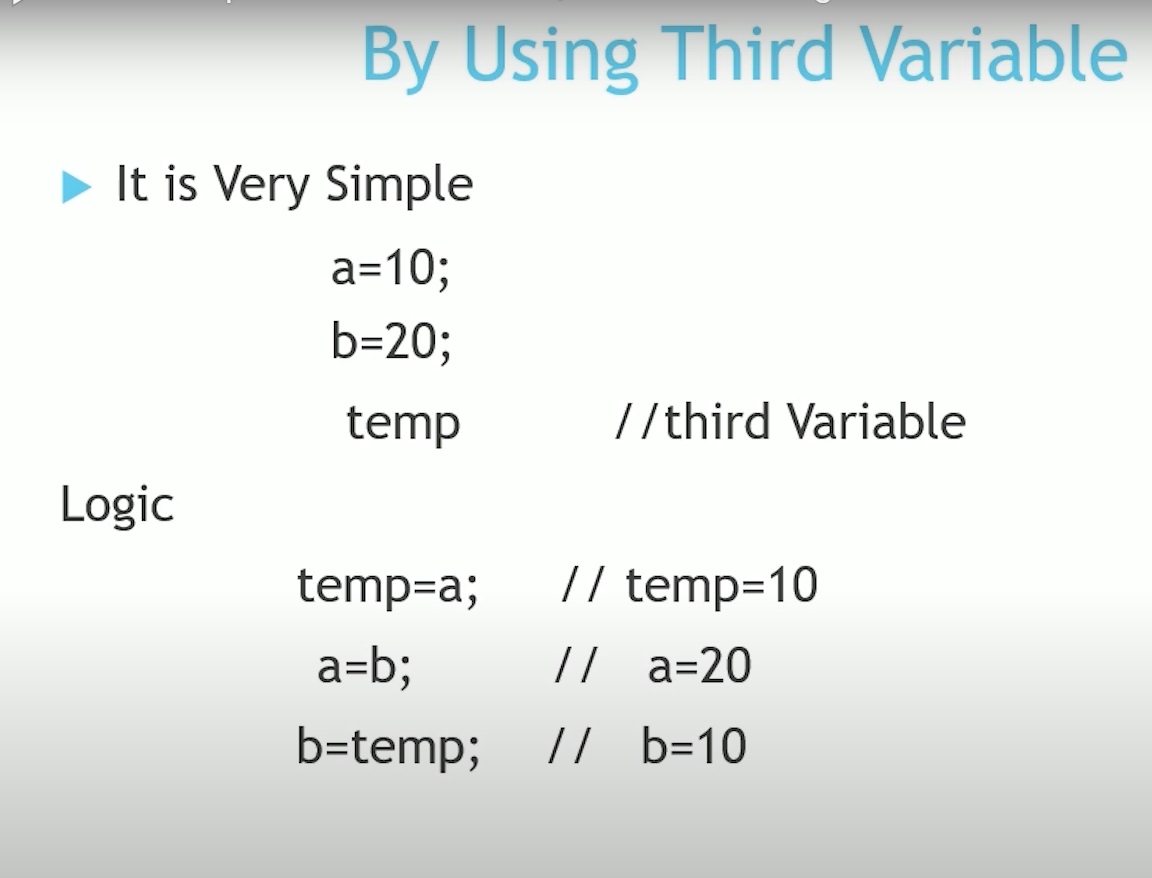 By Using Third Variable
It is Very Simple
a=10;
b=20;
temp //third Variable
Logic
temp=a; // temp=10
a=b; // a=20
b=temp; // b=10